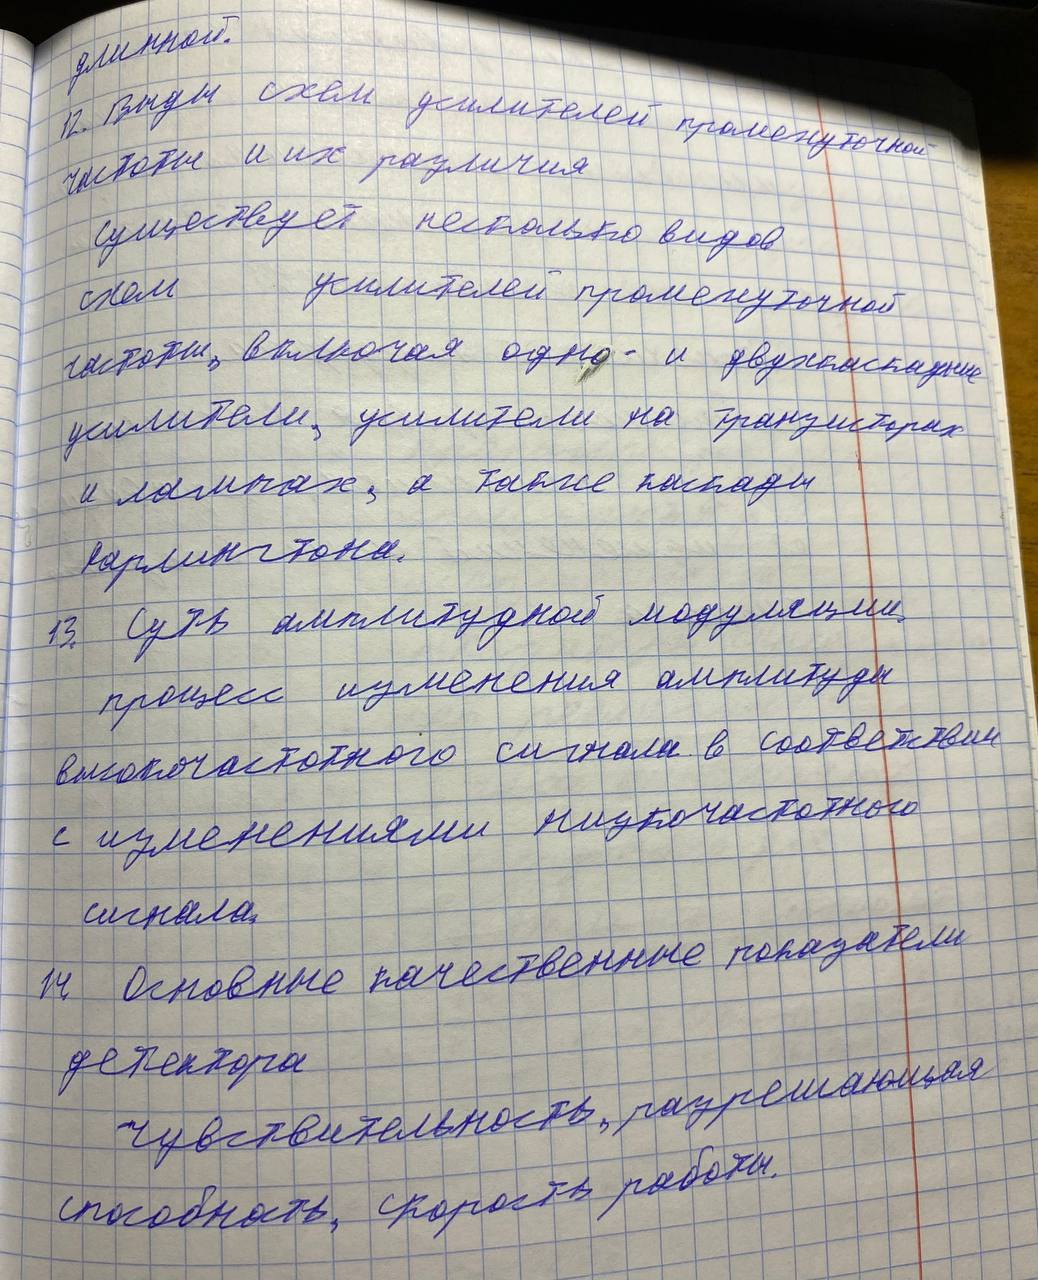 длинной.
12. Виды схем усилителей промежуточной
частоты и их различия
Существует несколько видов
схем усилителей промежуточной
частоты, включая одно- и двухкаскадные
усилители, усилители на транзисторах
и лампах, а также каскады
Дарлингтона.
13. Суть амплитудной модуляции.
процесс изменения амплитуды
высокочастотного сигнала в соответствии
с изменениями низкочастотного
сигнала.
14. Основные качественные показатели
детектора
чувствительность, разрешающая
способность, скорость работы.